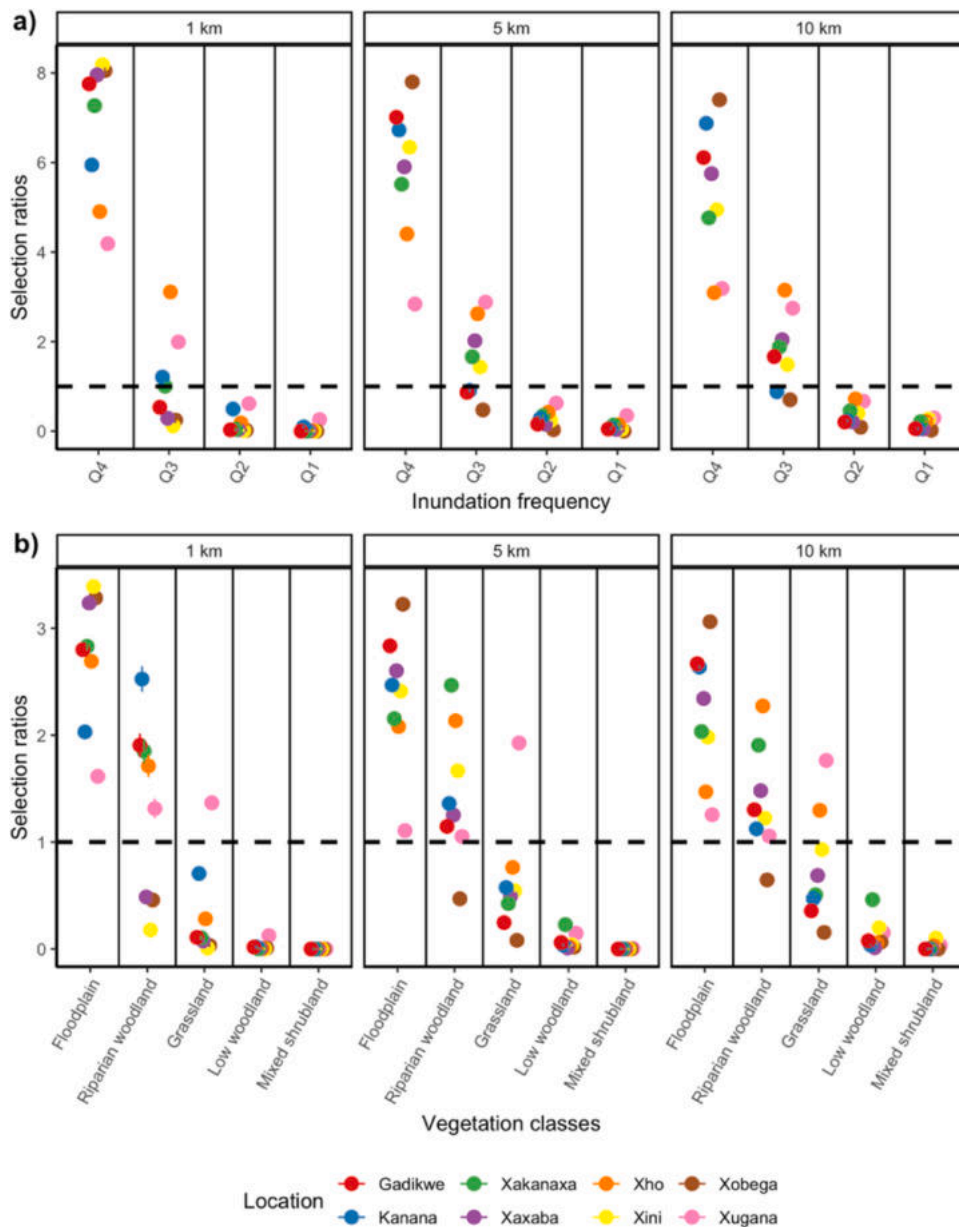 a)
1 km 5 km 10 km
Selection ratios
8
6
4
2
0
Q4 Q3 Q2 Q1 Q4 Q3 Q2 Q1 Q4 Q3 Q2 Q1
Inundation frequency
b)
1 km 5 km 10 km
Selection ratios
3
2
1
0
Floodplain Riparian woodland Grassland Low woodland Mixed shrubland Floodplain Riparian woodland Grassland Low woodland Mixed shrubland Floodplain Riparian woodland Grassland Low woodland Mixed shrubland
Vegetation classes
Location
Gadikwe Xakanaxa Xho Xobega
Kanana Xaxaba Xini Xugana